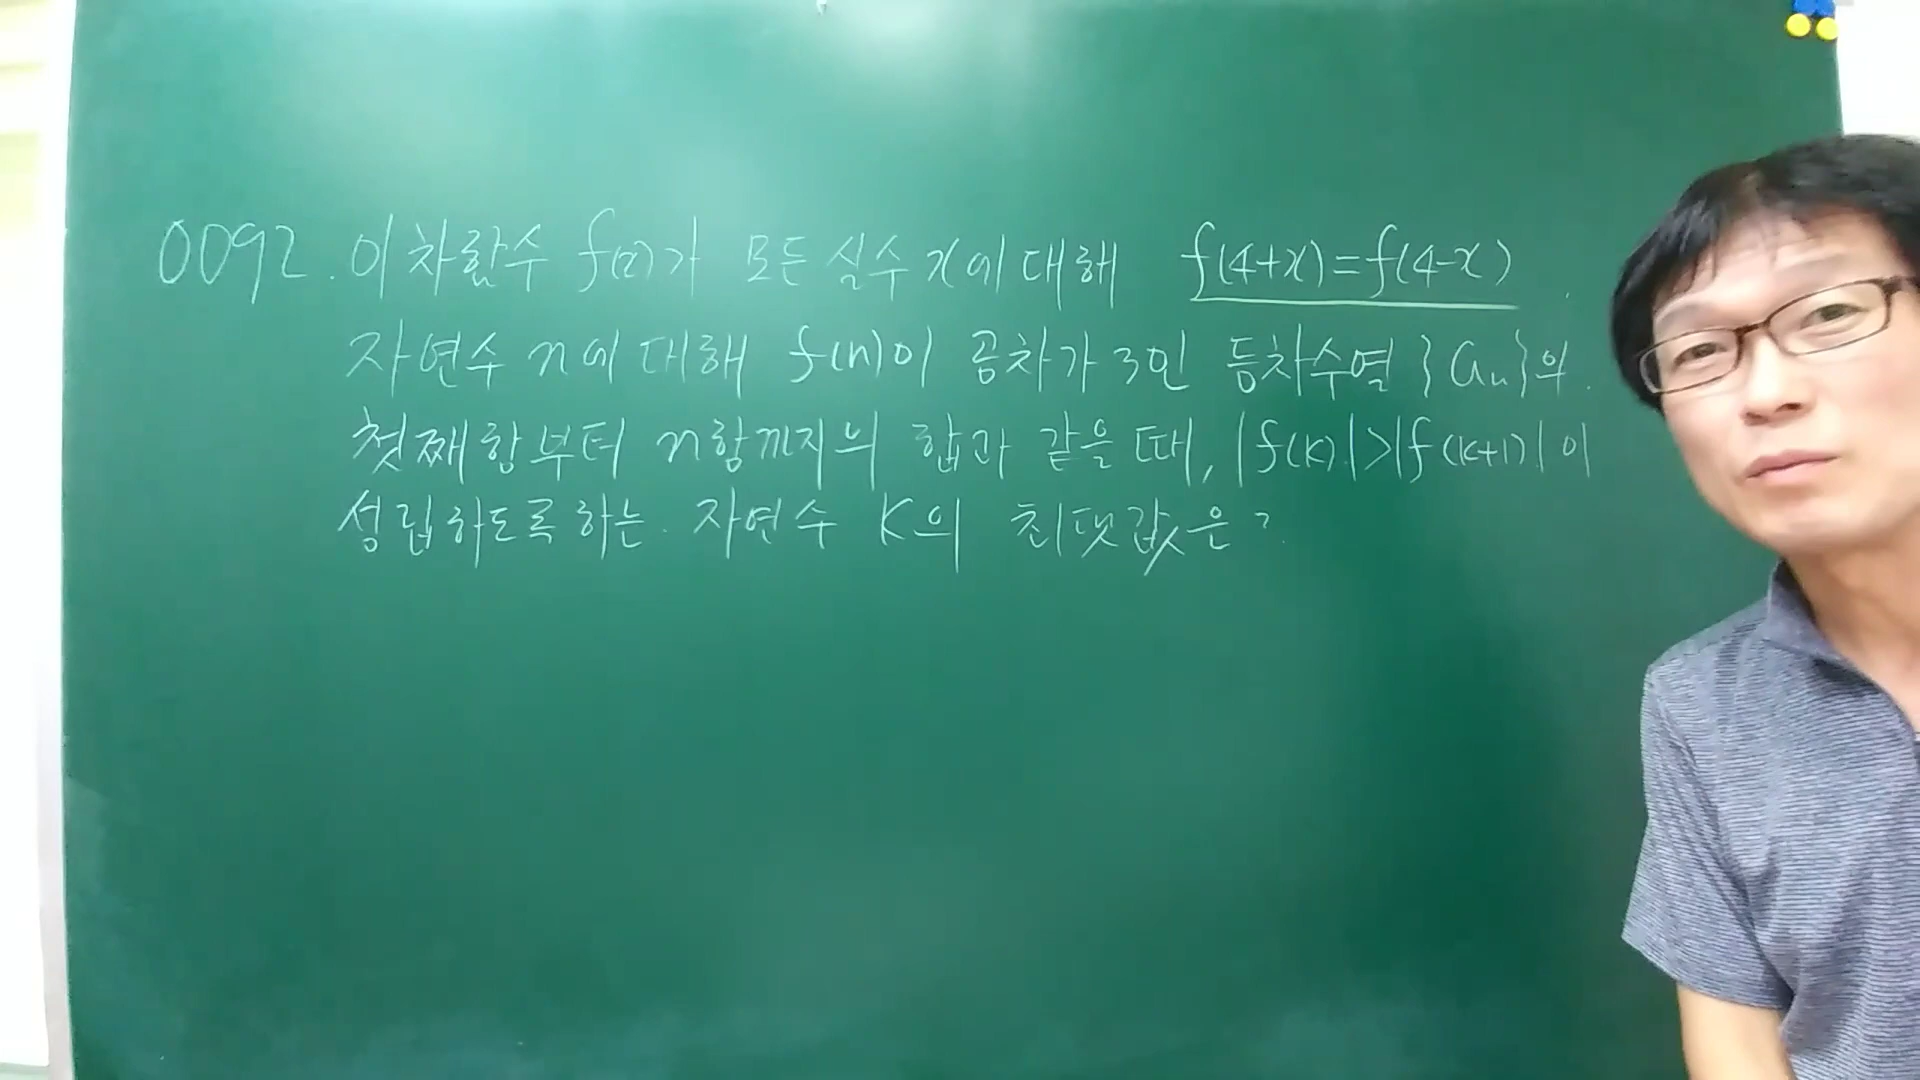 0092. 이차함수 f(x)가 모든 실수 x에 대해 f(4+x)=f(4-x)
자연수 n에 대해 f(n)이 공차가 3인 등차수열 {aₙ}의
첫째항부터 n항까지의 합과 같을 때, |f(k)|>|f(k+1)|이
성립하도록 하는 자연수 K의 최댓값은?